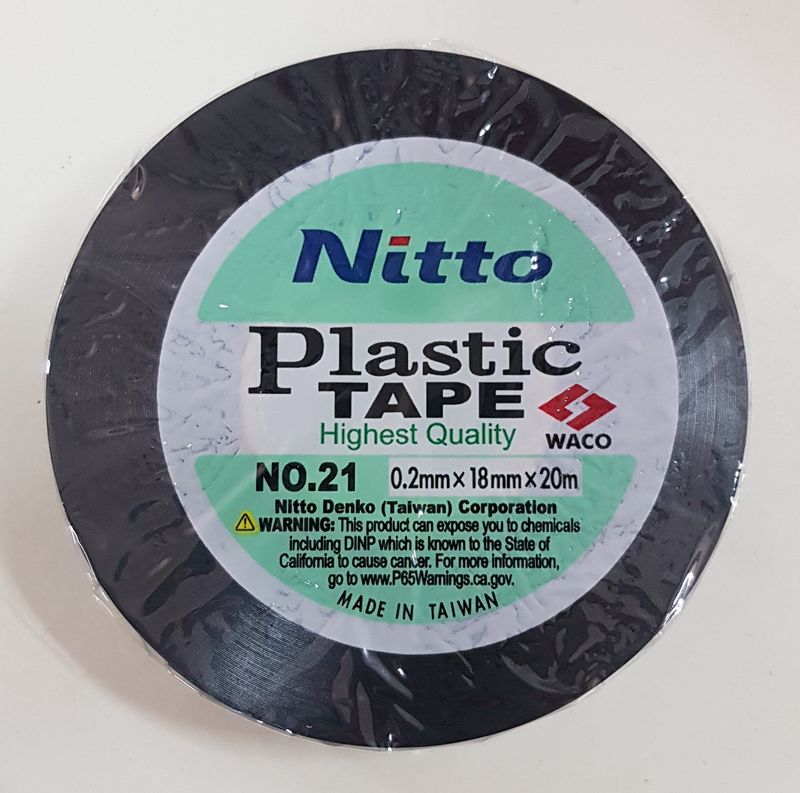 Nitto
Plastic
TAPE
Highest Quality
WACO
NO.21 0.2mm×18mm×20m
Nitto Denko (Taiwan) Corporation
WARNING: This product can expose you to chemicals
including DINP which is known to the State of
California to cause cancer. For more information,
go to www.P65Warnings.ca.gov.
MADE IN TAIWAN